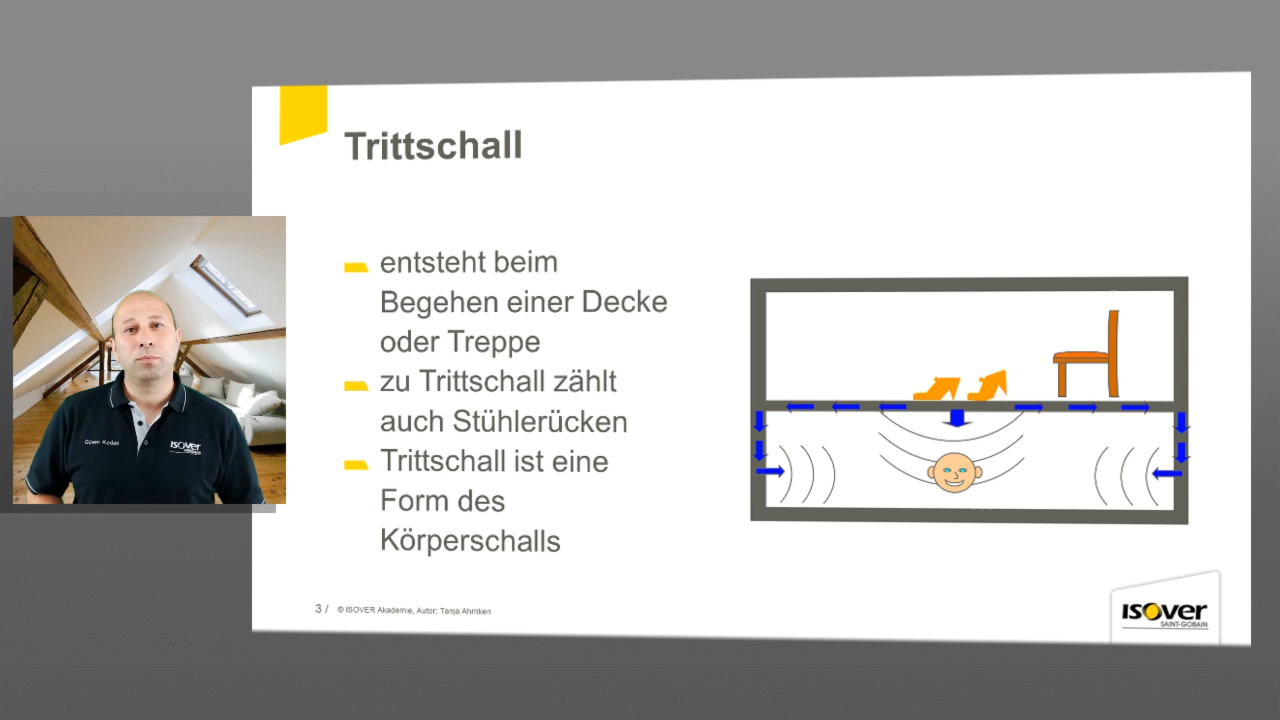 Trittschall
entsteht beim
Begehen einer Decke
oder Treppe
zu Trittschall zählt
auch Stühlerücken
Trittschall ist eine
Form des
Körperschalls
3 / © ISOVER Akademie, Autor: Tanja Ahrnken
isover
SAINT-GOBAIN
isover